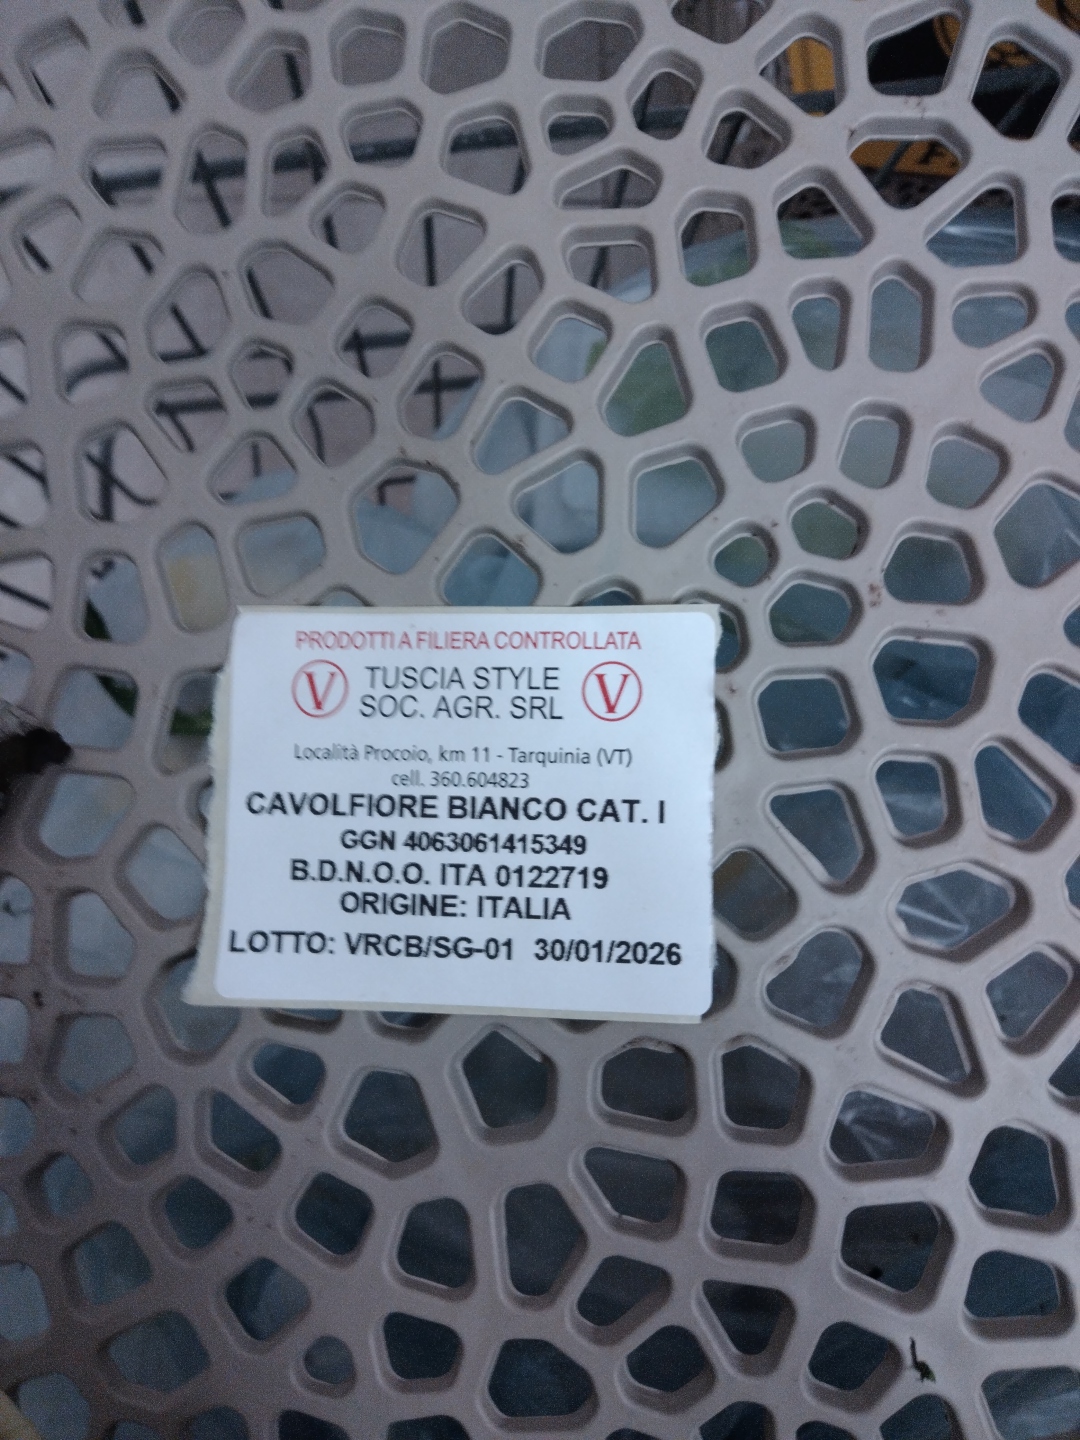 PRODOTTI A FILIERA CONTROLLATA
V TUSCIA STYLE V
SOC. AGR. SRL
Località Procoio, km 11 - Tarquinia (VT)
cell. 360.604823
CAVOLFIORE BIANCO CAT. I
GGN 4063061415349
B.D.N.O.O. ITA 0122719
ORIGINE: ITALIA
LOTTO: VRCB/SG-01 30/01/2026